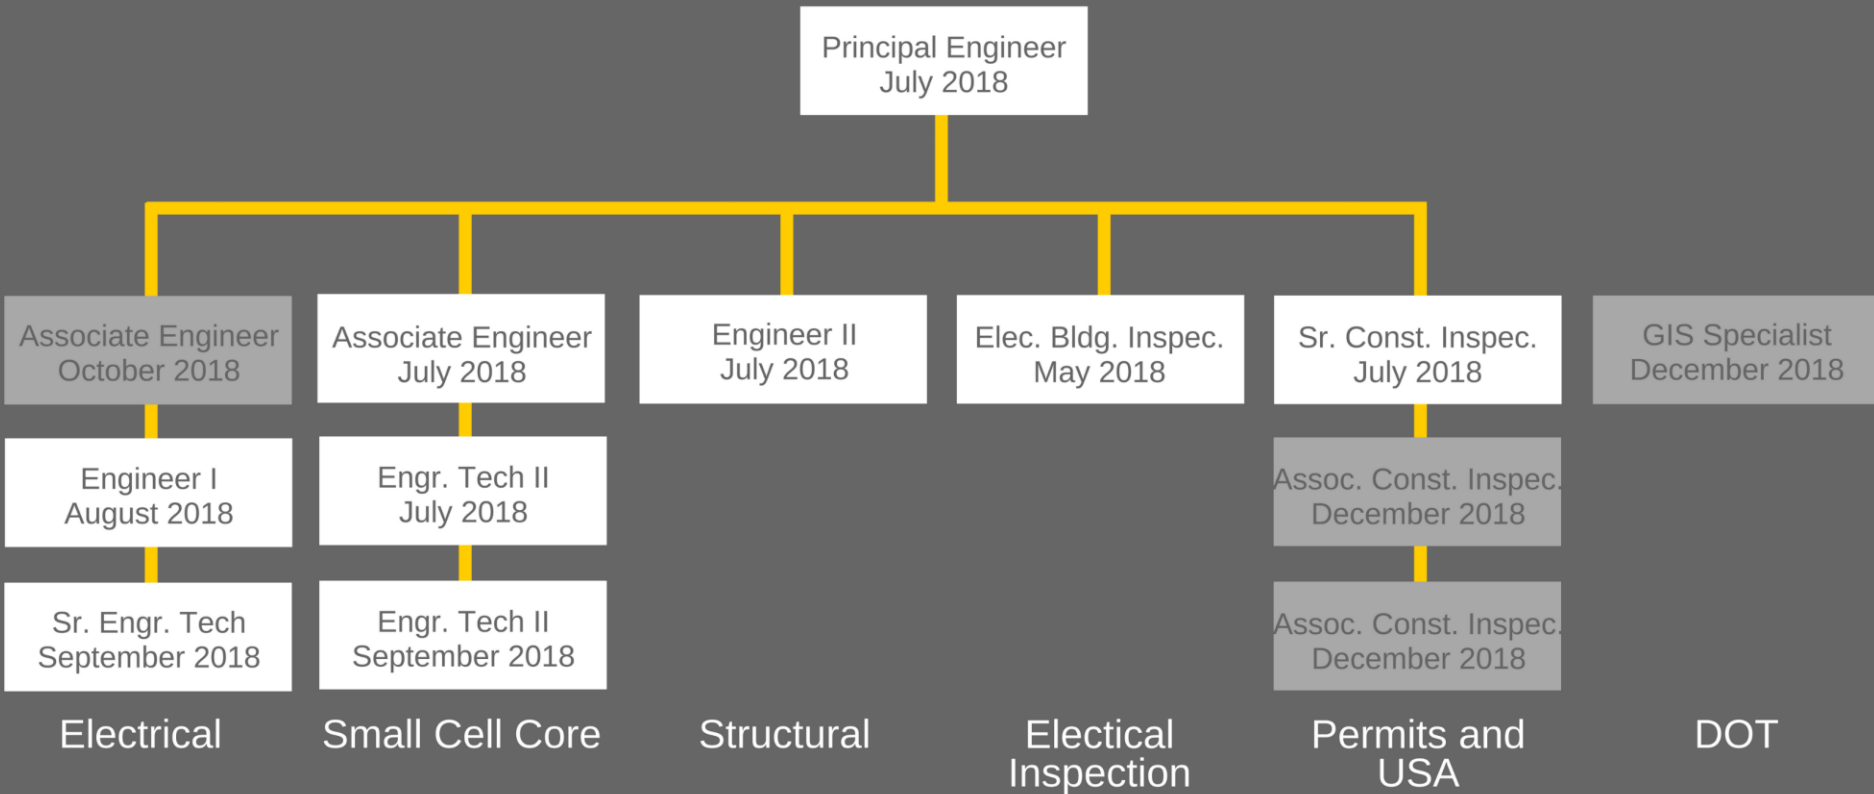 Principal Engineer
July 2018
Associate Engineer
October 2018
Associate Engineer
July 2018
Engineer II
July 2018
Elec. Bldg. Inspec.
May 2018
Sr. Const. Inspec.
July 2018
GIS Specialist
December 2018
Engineer I
August 2018
Engr. Tech II
July 2018
Assoc. Const. Inspec.
December 2018
Sr. Engr. Tech
September 2018
Engr. Tech II
September 2018
Assoc. Const. Inspec.
December 2018
Electrical
Small Cell Core
Structural
Electical
Inspection
Permits and
USA
DOT